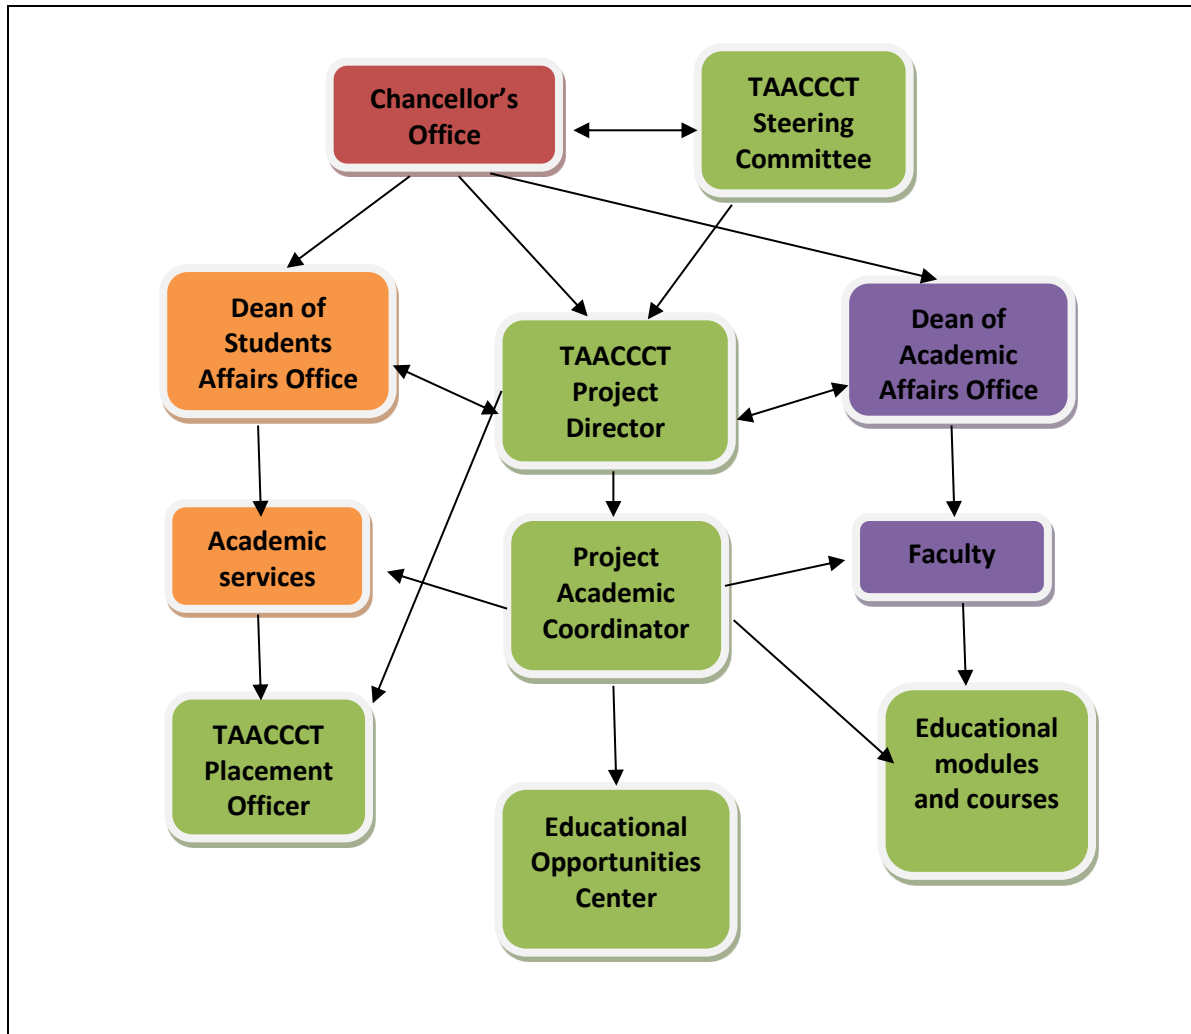 Chancellor’s
Office
TAACCCT
Steering
Committee
Dean of
Students
Affairs Office
TAACCCT
Project
Director
Dean of
Academic
Affairs Office
Academic
services
Project
Academic
Coordinator
Faculty
TAACCCT
Placement
Officer
Educational
Opportunities
Center
Educational
modules
and courses